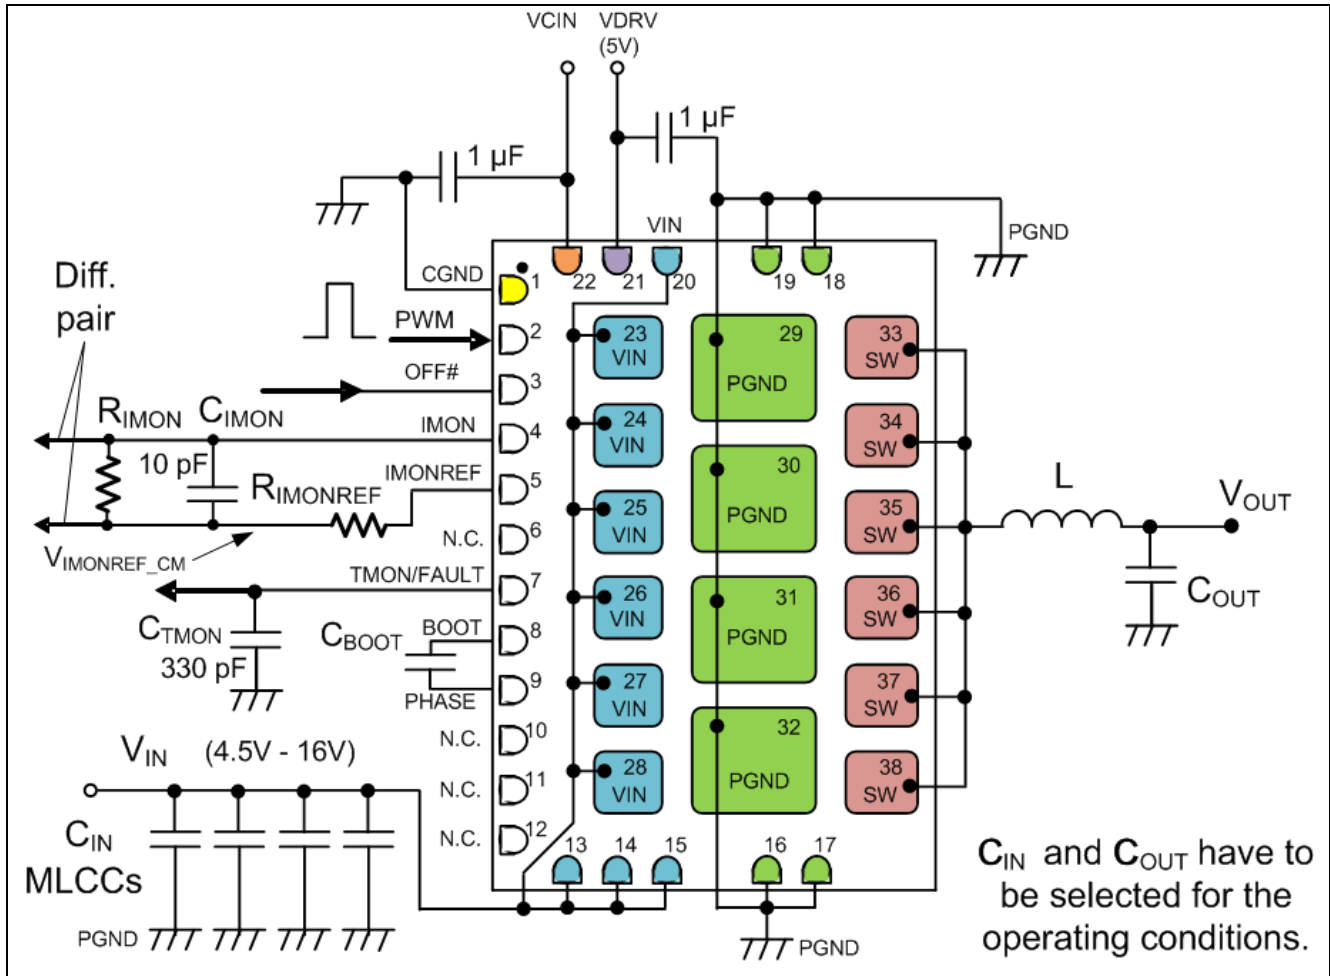 VCIN VDRV
(5V)
1 µF
1 µF
VIN
PGND
CGND
1
22
21
20
19
18
Diff.
pair
PWM
2
OFF#
3
RIMON
CIMON
IMON
4
10 pF
IMONREF
5
RIMONREF
N.C.
6
VIMONREF_CM
TMON/FAULT
7
CTMON
330 pF
CBOOT
BOOT
8
PHASE
9
N.C.
10
N.C.
11
N.C.
12
23
VIN
24
VIN
25
VIN
26
VIN
27
VIN
28
VIN
29
PGND
30
PGND
31
PGND
32
PGND
33
SW
34
SW
35
SW
36
SW
37
SW
38
SW
L
VOUT
COUT
VIN (4.5V - 16V)
CIN
MLCCs
PGND
13
14
15
16
17
PGND
CIN and COUT have to
be selected for the
operating conditions.